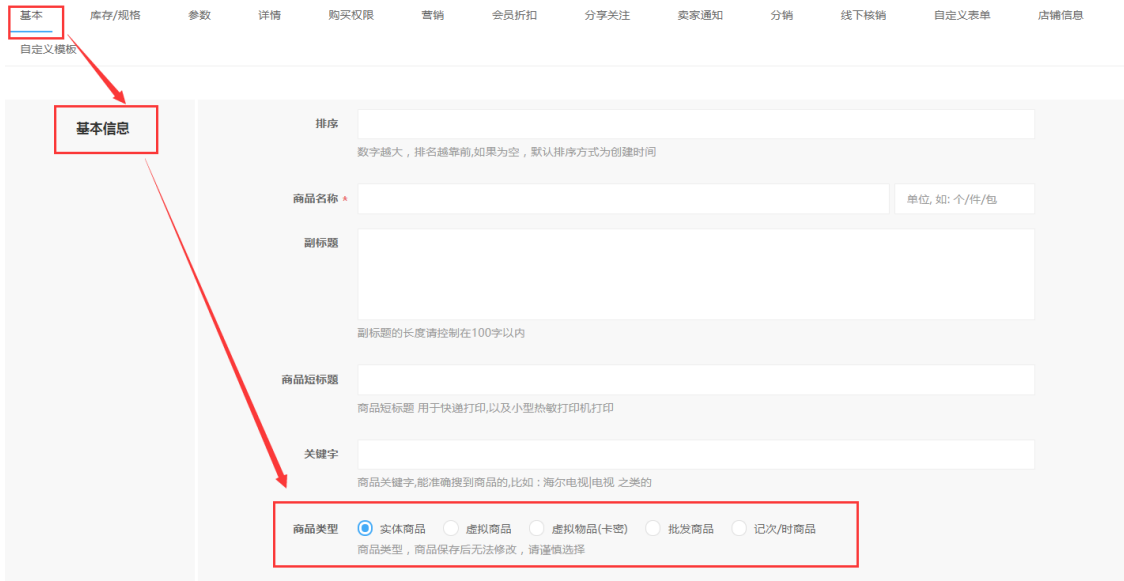 基本 库存/规格 参数 详情 购买权限 营销 会员折扣 分享关注 卖家通知 分销 线下核销 自定义表单 店铺信息
自定义模板
基本信息
排序
数字越大，排名越靠前,如果为空，默认排序方式为创建时间
商品名称 * 单位, 如: 个/件/包
副标题
副标题的长度请控制在100字以内
商品短标题
商品短标题 用于快递打印,以及小型热敏打印机打印
关键字
商品关键字,能准确搜到商品的,比如 : 海尔电视|电视 之类的
商品类型 实体商品 虚拟商品 虚拟物品(卡密) 批发商品 记次/时商品
商品类型，商品保存后无法修改，请谨慎选择